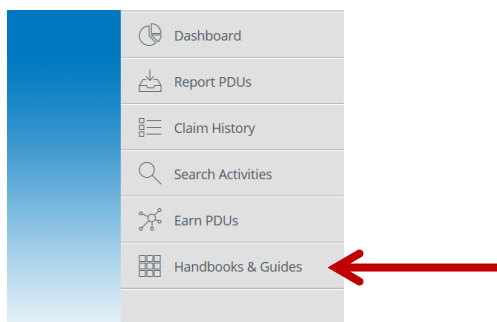 Dashboard
Report PDUs
Claim History
Search Activities
Earn PDUs
Handbooks & Guides